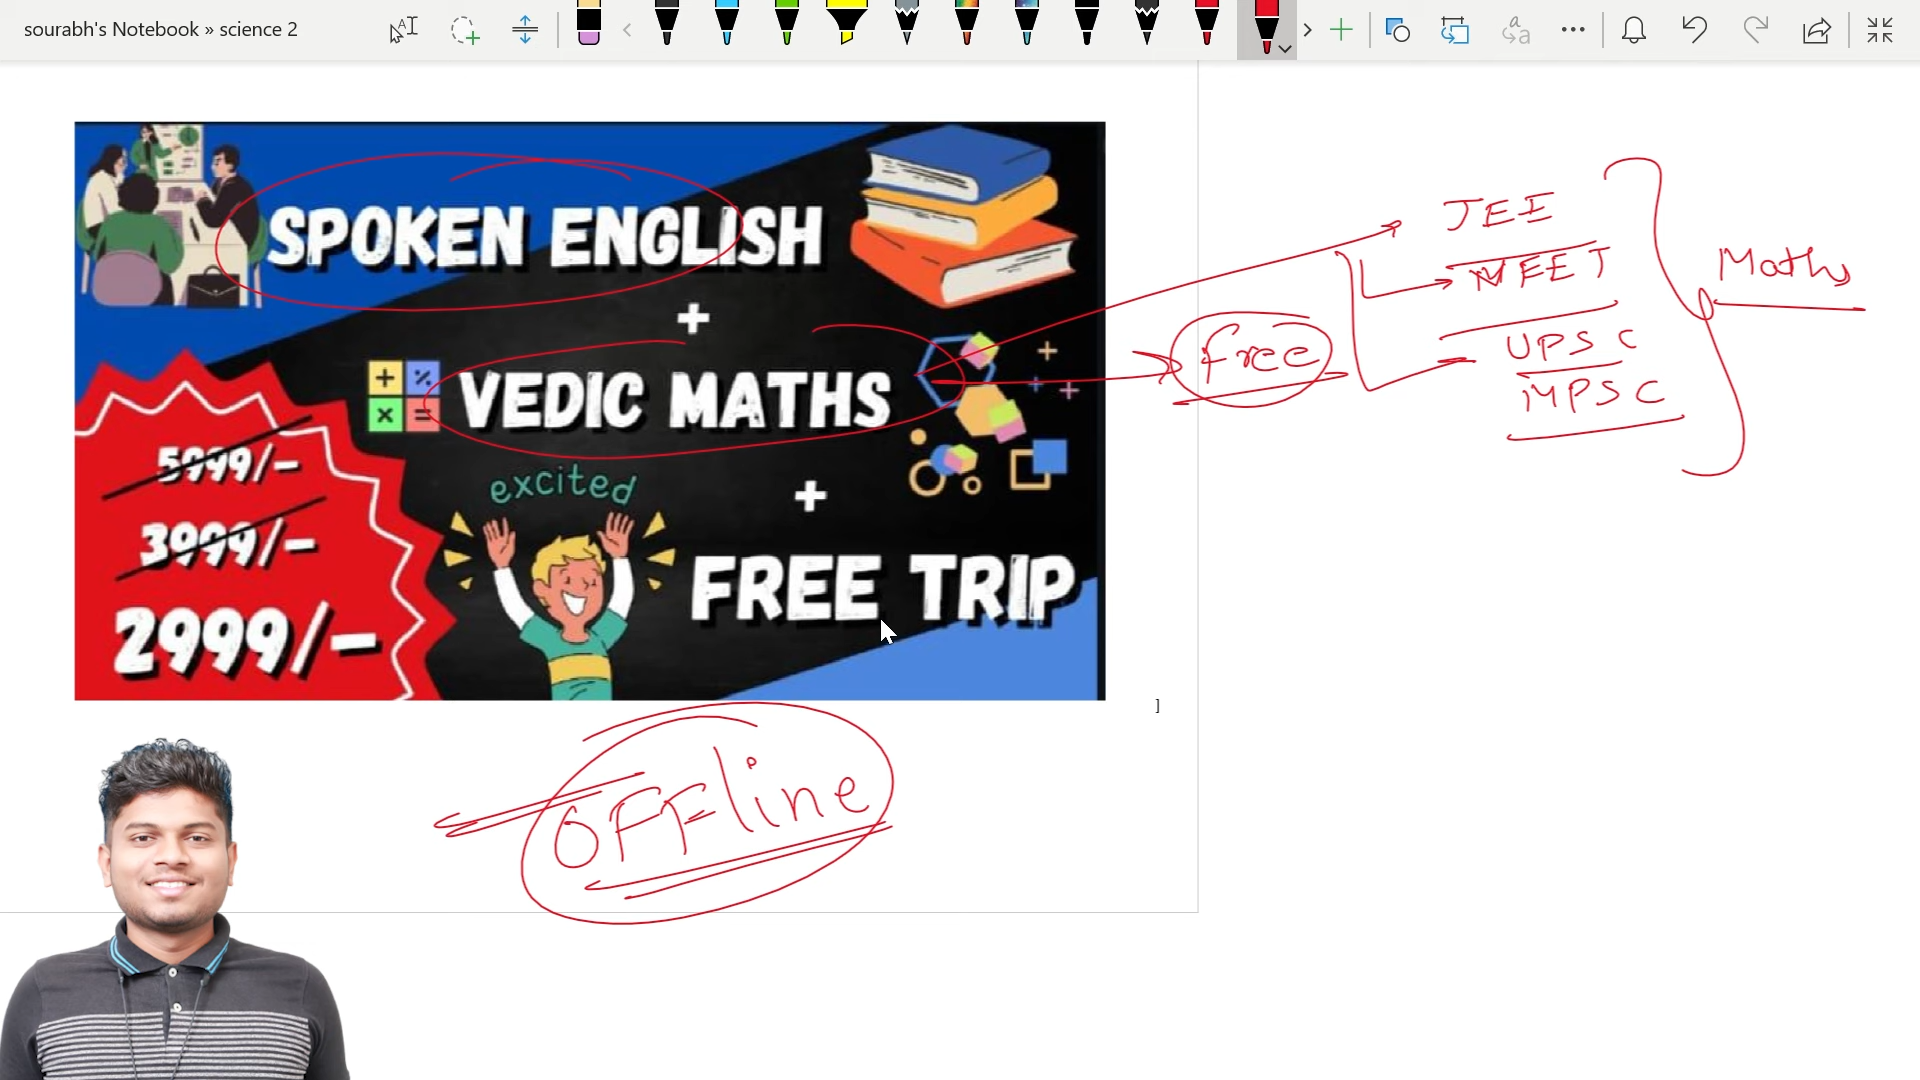 sourabh's Notebook » science 2
SPOKEN ENGLISH
+
VEDIC MATHS
+
FREE TRIP
excited
5999/-
3999/-
2999/-
JEE
NEET
UPSC
MPSC
Maths
free
OFFline
]